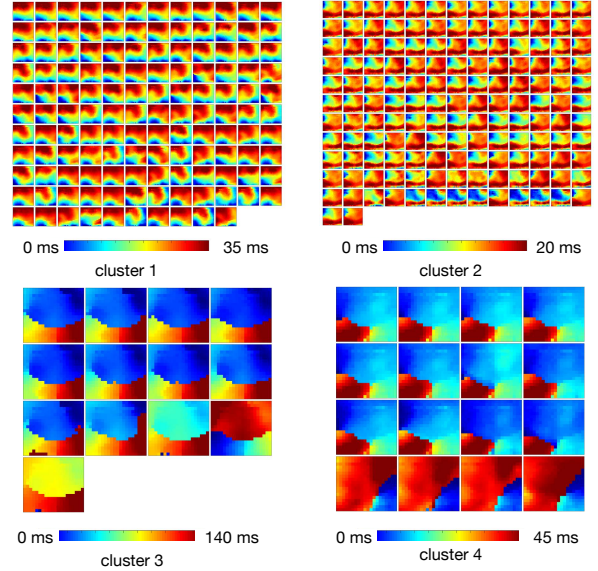 0 ms 35 ms
cluster 1
0 ms 20 ms
cluster 2
0 ms 140 ms
cluster 3
0 ms 45 ms
cluster 4